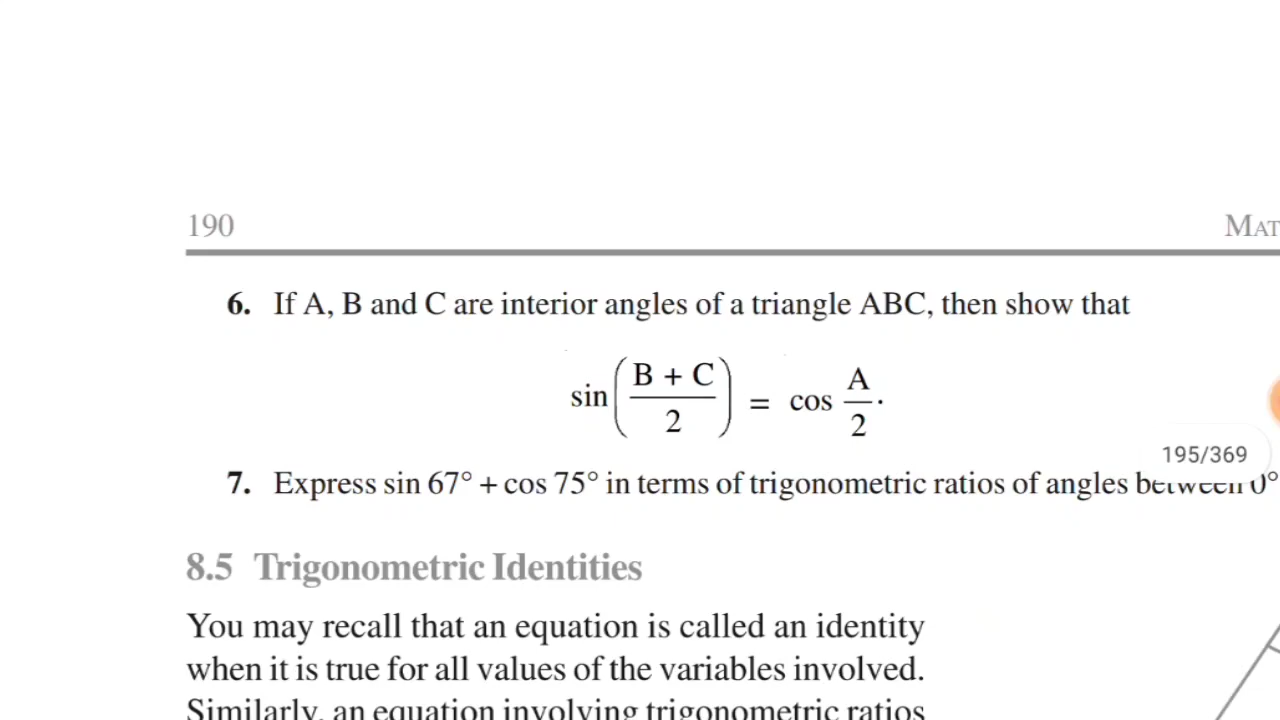 190 MAT
6. If A, B and C are interior angles of a triangle ABC, then show that
sin((B + C)/2) = cos A/2.
195/369
7. Express sin 67° + cos 75° in terms of trigonometric ratios of angles between 0°
8.5 Trigonometric Identities
You may recall that an equation is called an identity
when it is true for all values of the variables involved.
Similarly, an equation involving trigonometric ratios